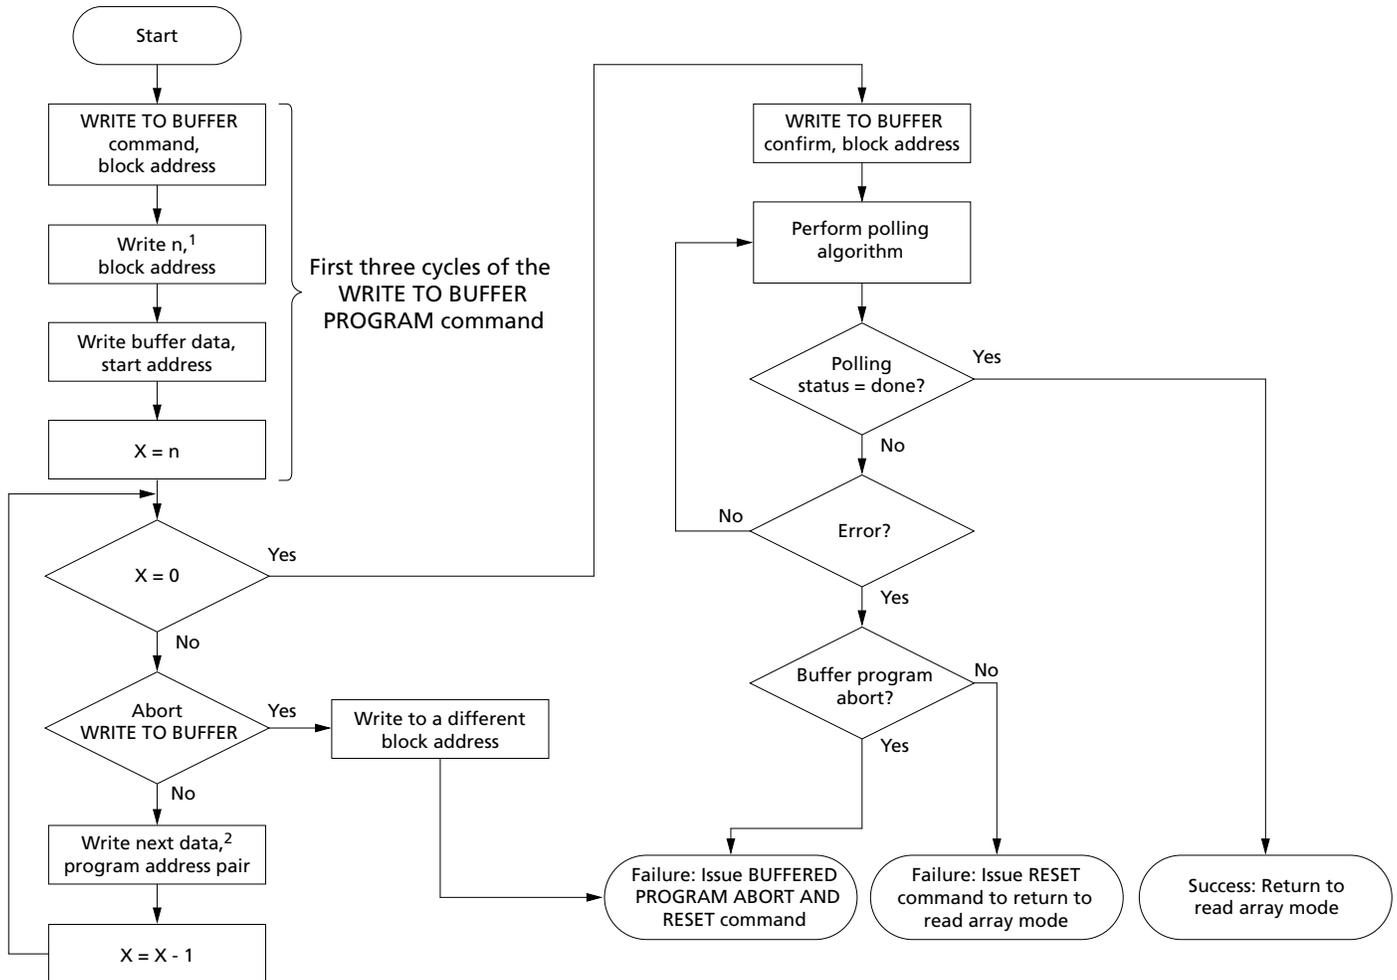 Start
WRITE TO BUFFER
command,
block address
Write n,1
block address
Write buffer data,
start address
X = n
First three cycles of the
WRITE TO BUFFER
PROGRAM command
X = 0
Yes
No
Abort
WRITE TO BUFFER
Yes
No
Write to a different
block address
Write next data,2
program address pair
X = X - 1
WRITE TO BUFFER
confirm, block address
Perform polling
algorithm
Polling
status = done?
Yes
No
Error?
No
Yes
Buffer program
abort?
No
Yes
Failure: Issue BUFFERED
PROGRAM ABORT AND
RESET command
Failure: Issue RESET
command to return to
read array mode
Success: Return to
read array mode